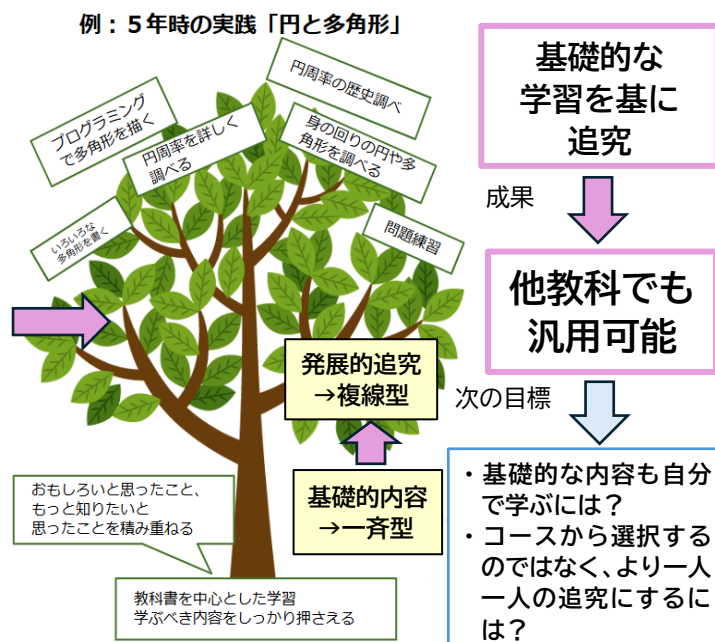 例：５年時の実践「円と多角形」
円周率の歴史調べ
プログラミング
で多角形を描く
円周率を詳しく
調べる
身の回りの円や多
角形を調べる
いろいろな
多角形を書く
問題練習
発展的追究
→複線型
基礎的内容
→一斉型
おもしろいと思ったこと、
もっと知りたいと
思ったことを積み重ねる
教科書を中心とした学習
学ぶべき内容をしっかり押さえる
基礎的な
学習を基に
追究
成果
他教科でも
汎用可能
次の目標
・基礎的な内容も自分
で学ぶには？
・コースから選択する
のではなく、より一人
一人の追究にするに
は？